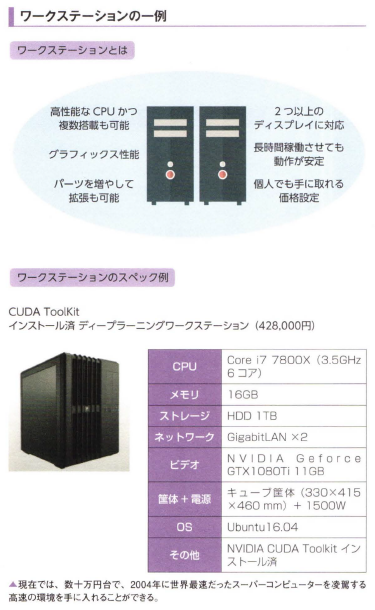 ワークステーションの一例
ワークステーションとは
高性能な CPU かつ
複数搭載も可能
グラフィックス性能
パーツを増やして
拡張も可能
2 つ以上の
ディスプレイに対応
長時間稼働させても
動作が安定
個人でも手に取れる
価格設定
ワークステーションのスペック例
CUDA ToolKit
インストール済 ディープラーニングワークステーション（428,000円）
CPU
Core i7 7800X（3.5GHz
6 コア）
メモリ
16GB
ストレージ
HDD 1TB
ネットワーク
GigabitLAN ×2
ビデオ
NVIDIA Geforce
GTX1080Ti 11GB
筐体 + 電源
キューブ筐体（330×415
×460 mm）+ 1500W
OS
Ubuntu16.04
その他
NVIDIA CUDA Toolkit イン
ストール済
▲現在では、数十万円台で、2004年に世界最速だったスーパーコンピューターを凌駕する
高速の環境を手に入れることができる。